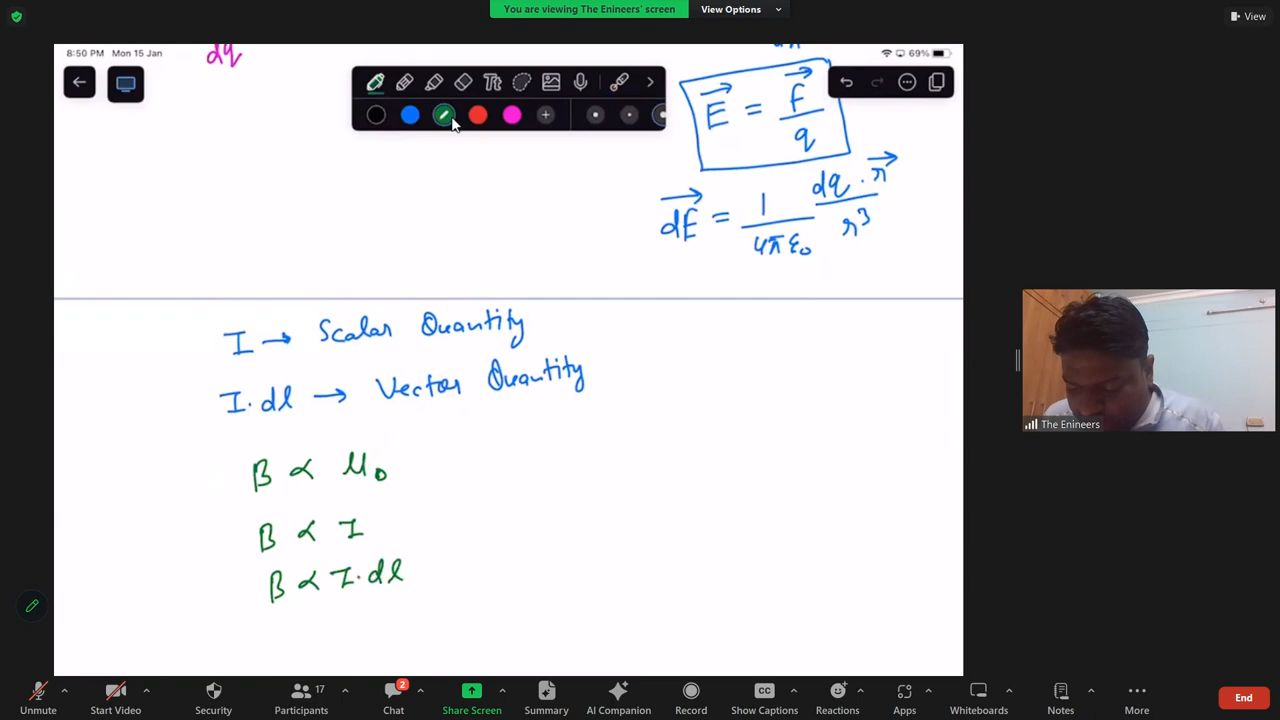 You are viewing The Enineers' screen
View Options
View
8:50 PM Mon 15 Jan
69%
dq
Tt
E = F/q
dE = 1/4πε₀ dq · r/r³
I → Scalar Quantity
I · dl → Vector Quantity
B ∝ μ₀
B ∝ I
B ∝ I · dl
The Enineers
Unmute
Start Video
Security
17
Participants
2
Chat
Share Screen
Summary
AI Companion
Record
CC
Show Captions
Reactions
Apps
Whiteboards
Notes
More
End